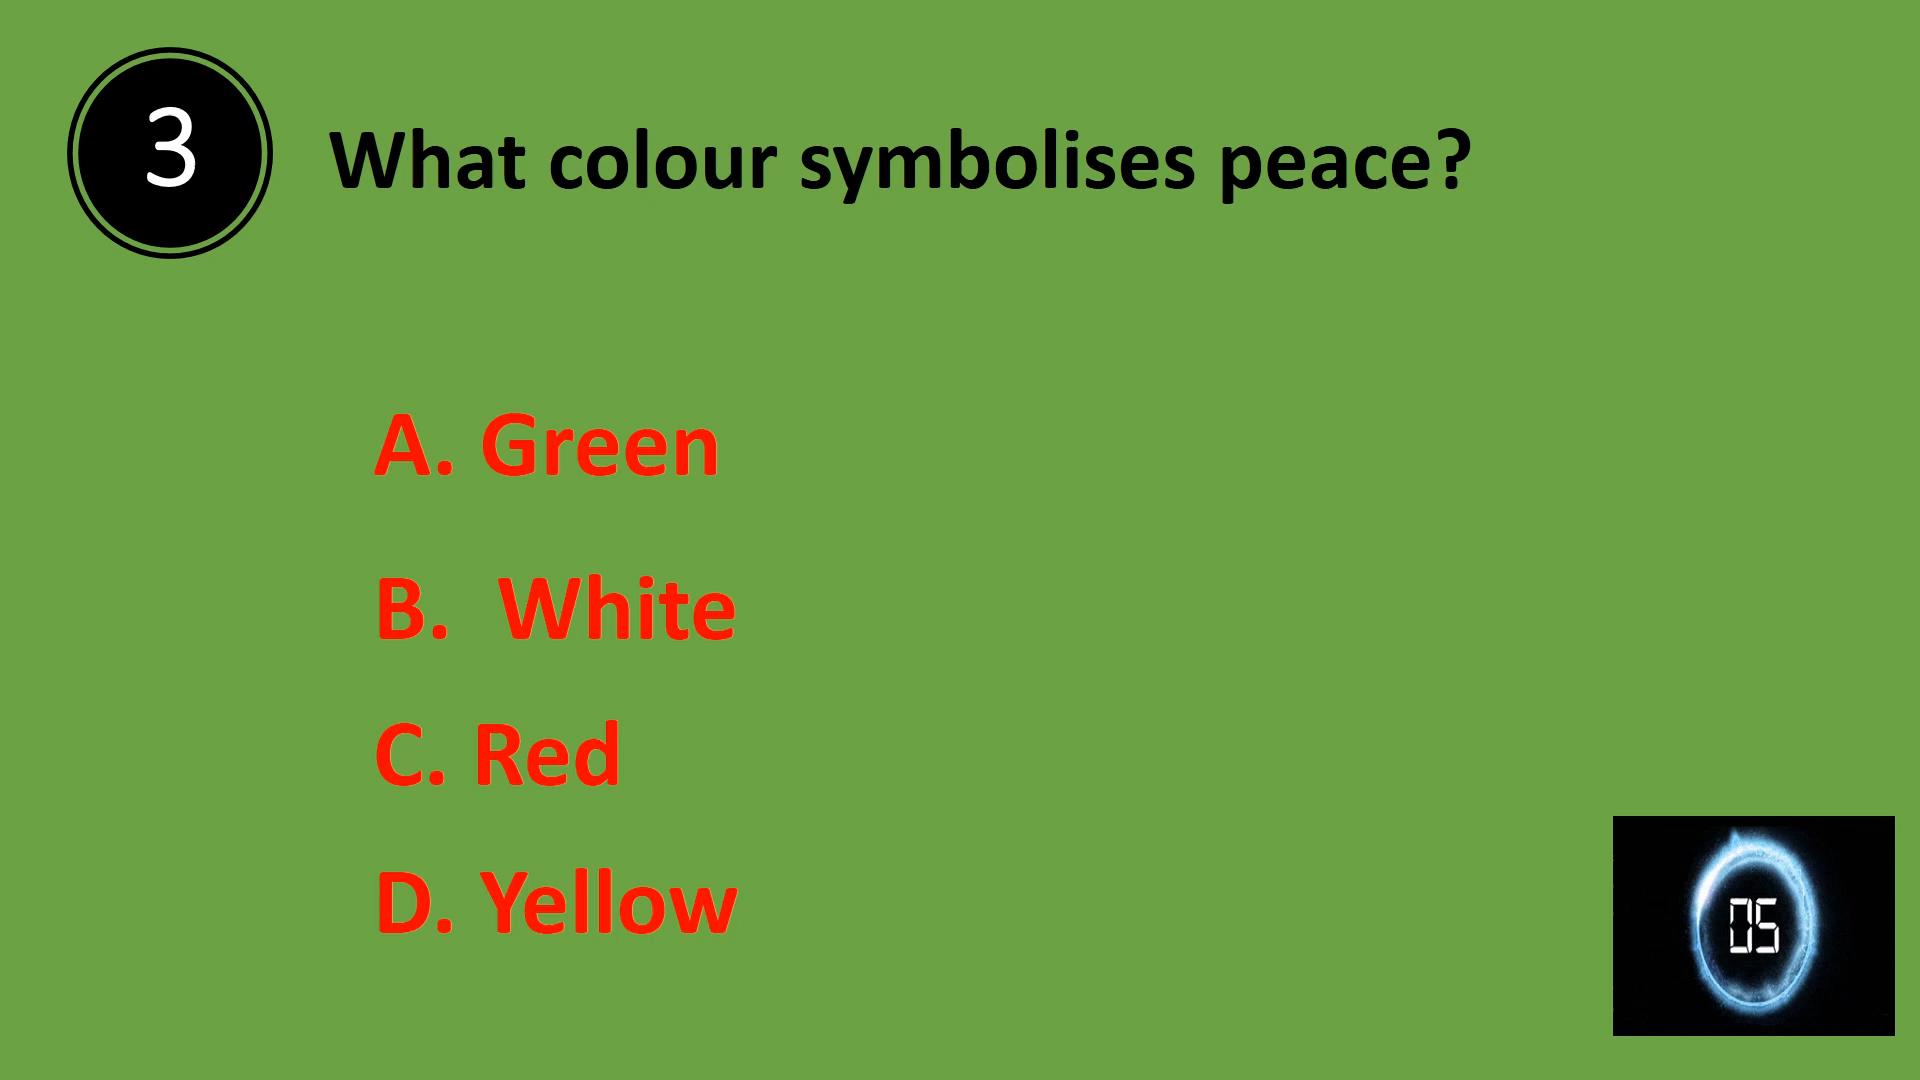 3
What colour symbolises peace?
A. Green
B. White
C. Red
D. Yellow
05